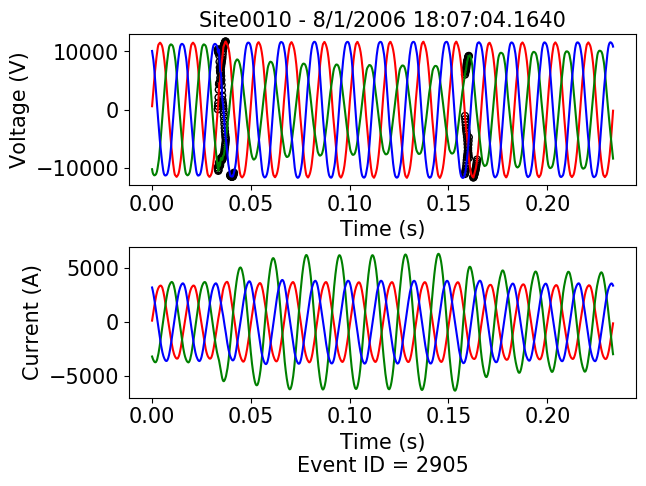 Site0010 - 8/1/2006 18:07:04.1640
10000
0
−10000
Voltage (V)
0.00 0.05 0.10 0.15 0.20
Time (s)
5000
0
−5000
Current (A)
0.00 0.05 0.10 0.15 0.20
Time (s)
Event ID = 2905